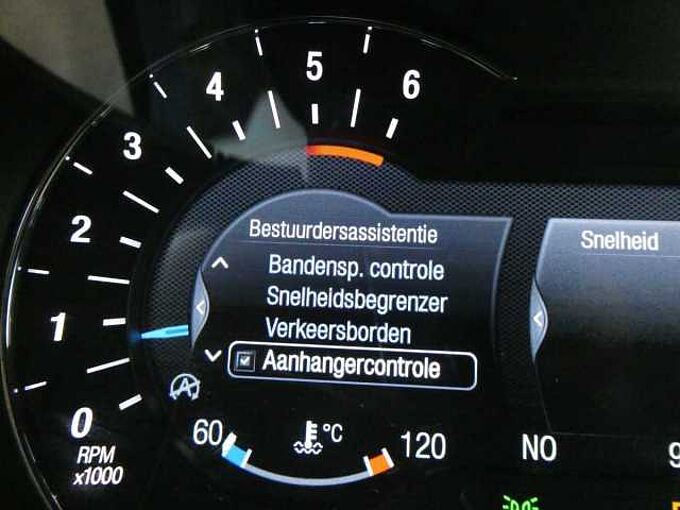 6
5
4
3
2
1
0
RPM
x1000
Bestuurdersassistentie
Bandensp. controle
Snelheidsbegrenzer
Verkeersborden
Aanhangercontrole
Snelheid
A
60
°C
120
NO